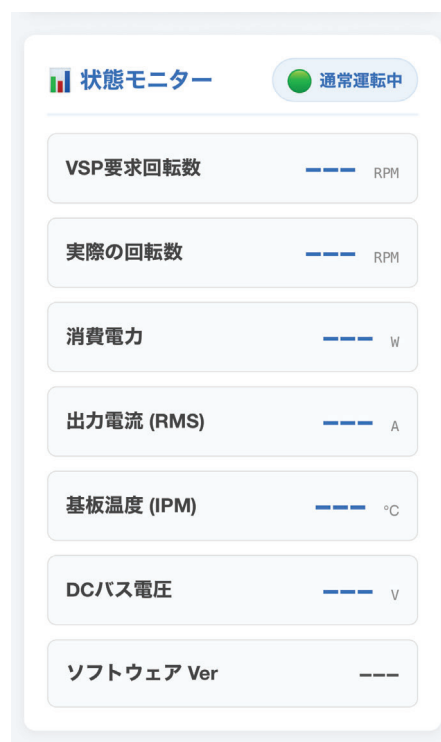 状態モニター
通常運転中
VSP要求回転数 --- RPM
実際の回転数 --- RPM
消費電力 --- W
出力電流 (RMS) --- A
基板温度 (IPM) --- °C
DCバス電圧 --- V
ソフトウェア Ver ---